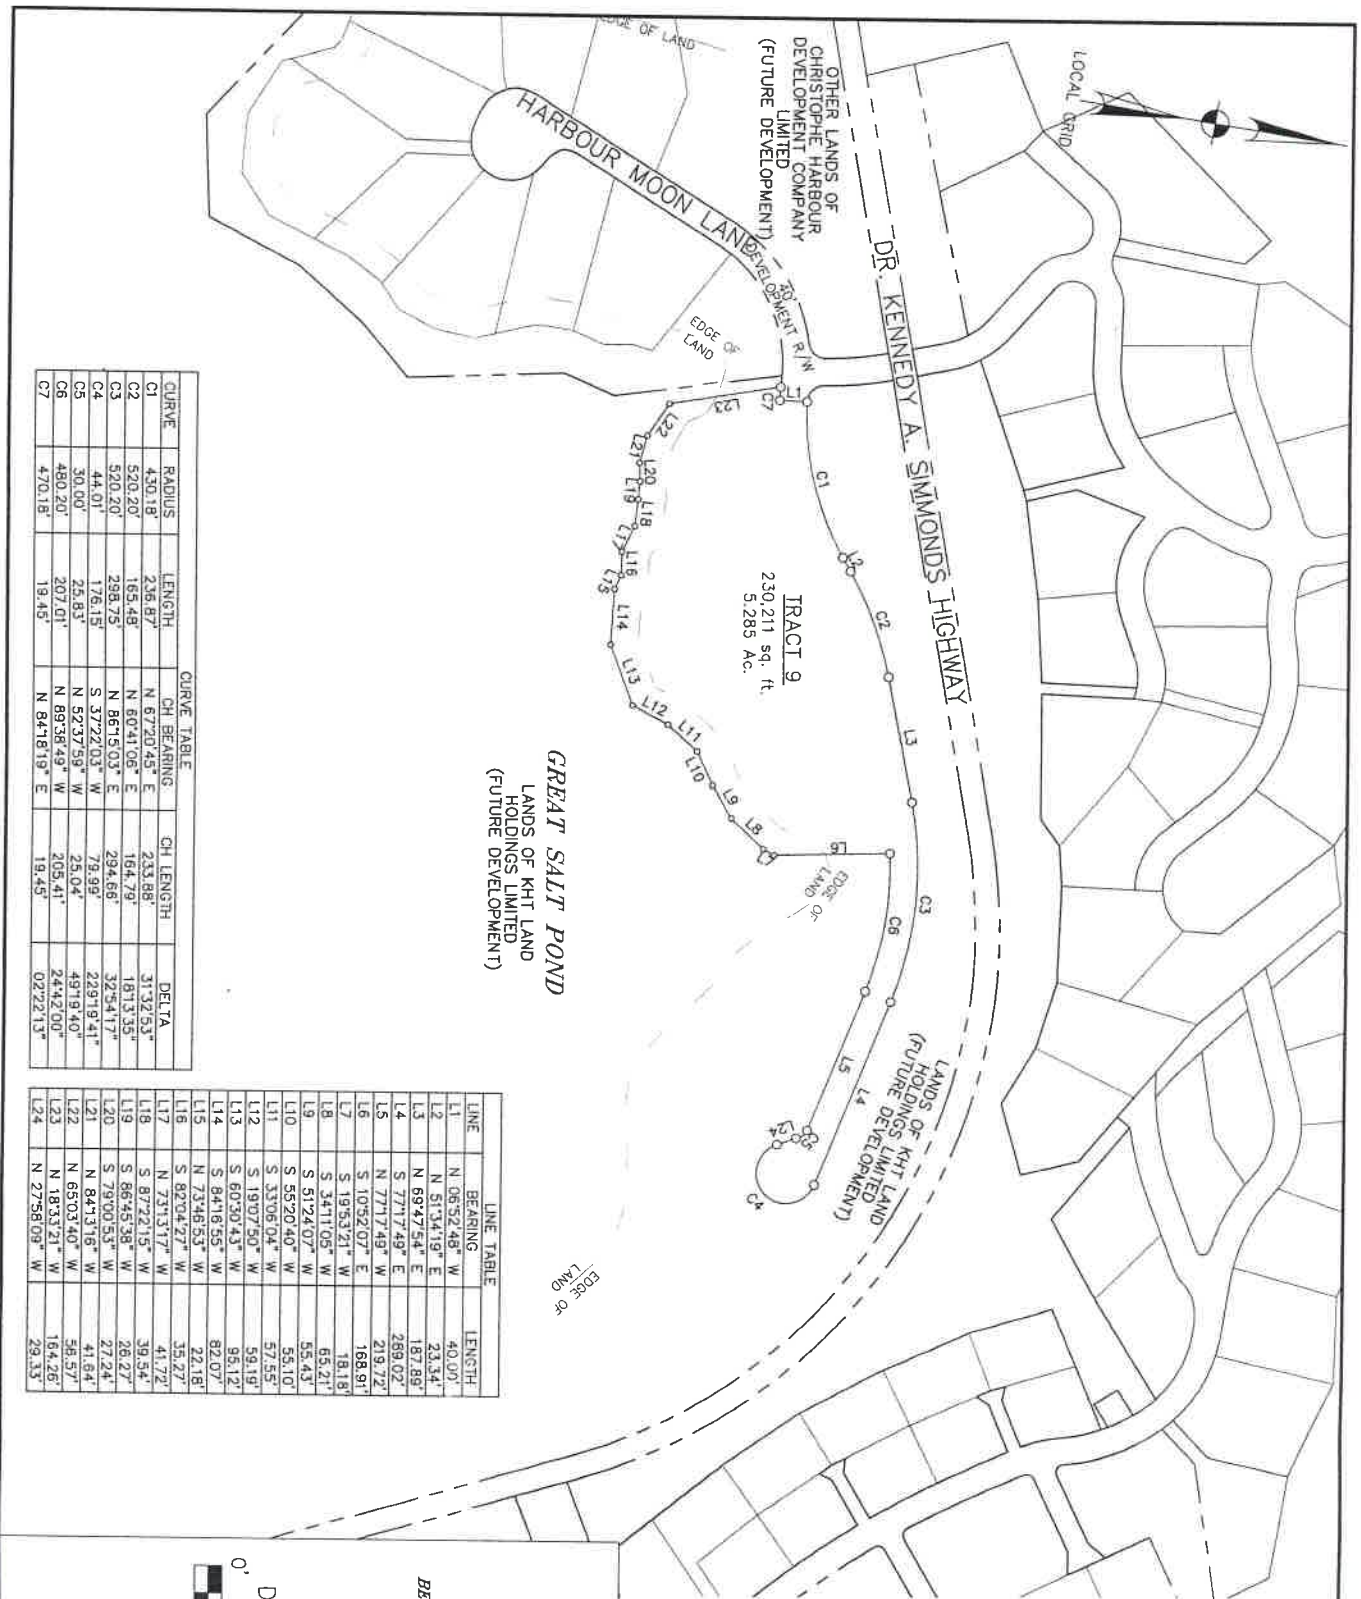 LOCAL GRID
OTHER LANDS OF
CHRISTOPHE HARBOUR
DEVELOPMENT COMPANY
LIMITED
(FUTURE DEVELOPMENT)
EDGE OF LAND
HARBOUR MOON LANE
40'
DEVELOPMENT R/W
DR. KENNEDY A. SIMMONDS HIGHWAY
EDGE OF
LAND
TRACT 9
230,211 sq. ft.
5.285 Ac.
L1
C7
L23
L22
L21
L20
L19
L18
L17
L16
L15
L14
L13
L12
L11
L10
L9
L8
L6
C1
L2
C2
L3
C3
C6
L5
L4
C5
L24
C4
EDGE OF
LAND
LANDS OF KHT LAND
HOLDINGS LIMITED
(FUTURE DEVELOPMENT)
GREAT SALT POND
LANDS OF KHT LAND
HOLDINGS LIMITED
(FUTURE DEVELOPMENT)
EDGE OF
LAND
CURVE TABLE
CURVE RADIUS LENGTH CH BEARING CH LENGTH DELTA
C1 430.18' 236.87' N 67°20'45" E 233.88' 31°32'53"
C2 520.20' 165.48' N 60°41'06" E 164.79' 18°13'35"
C3 520.20' 298.75' N 86°15'03" E 294.66' 32°54'17"
C4 44.01' 176.15' S 37°22'03" W 79.99' 229°19'41"
C5 30.00' 25.83' N 52°37'59" W 25.04' 49°19'40"
C6 480.20' 207.01' N 89°38'49" W 205.41' 24°42'00"
C7 470.18' 19.45' N 84°18'19" E 19.45' 02°22'13"
LINE TABLE
LINE BEARING LENGTH
L1 N 06°52'48" W 40.00'
L2 N 51°34'19" E 23.34'
L3 N 69°47'54" E 187.89'
L4 S 77°17'49" E 289.02'
L5 N 77°17'49" W 219.72'
L6 S 10°52'07" E 168.91'
L7 S 19°53'21" W 18.18'
L8 S 34°11'05" W 65.21'
L9 S 51°24'07" W 55.43'
L10 S 55°20'40" W 55.10'
L11 S 33°06'04" W 57.55'
L12 S 19°07'50" W 59.19'
L13 S 60°30'43" W 95.12'
L14 S 84°16'55" W 82.07'
L15 N 73°46'53" W 22.18'
L16 S 82°04'27" W 35.27'
L17 N 73°13'17" W 41.72'
L18 S 87°22'15" W 39.54'
L19 S 86°45'38" W 26.27'
L20 S 79°00'53" W 27.24'
L21 N 84°13'16" W 41.64'
L22 N 65°03'40" W 56.57'
L23 N 18°33'21" W 164.26'
L24 N 27°58'09" W 29.33'
0'